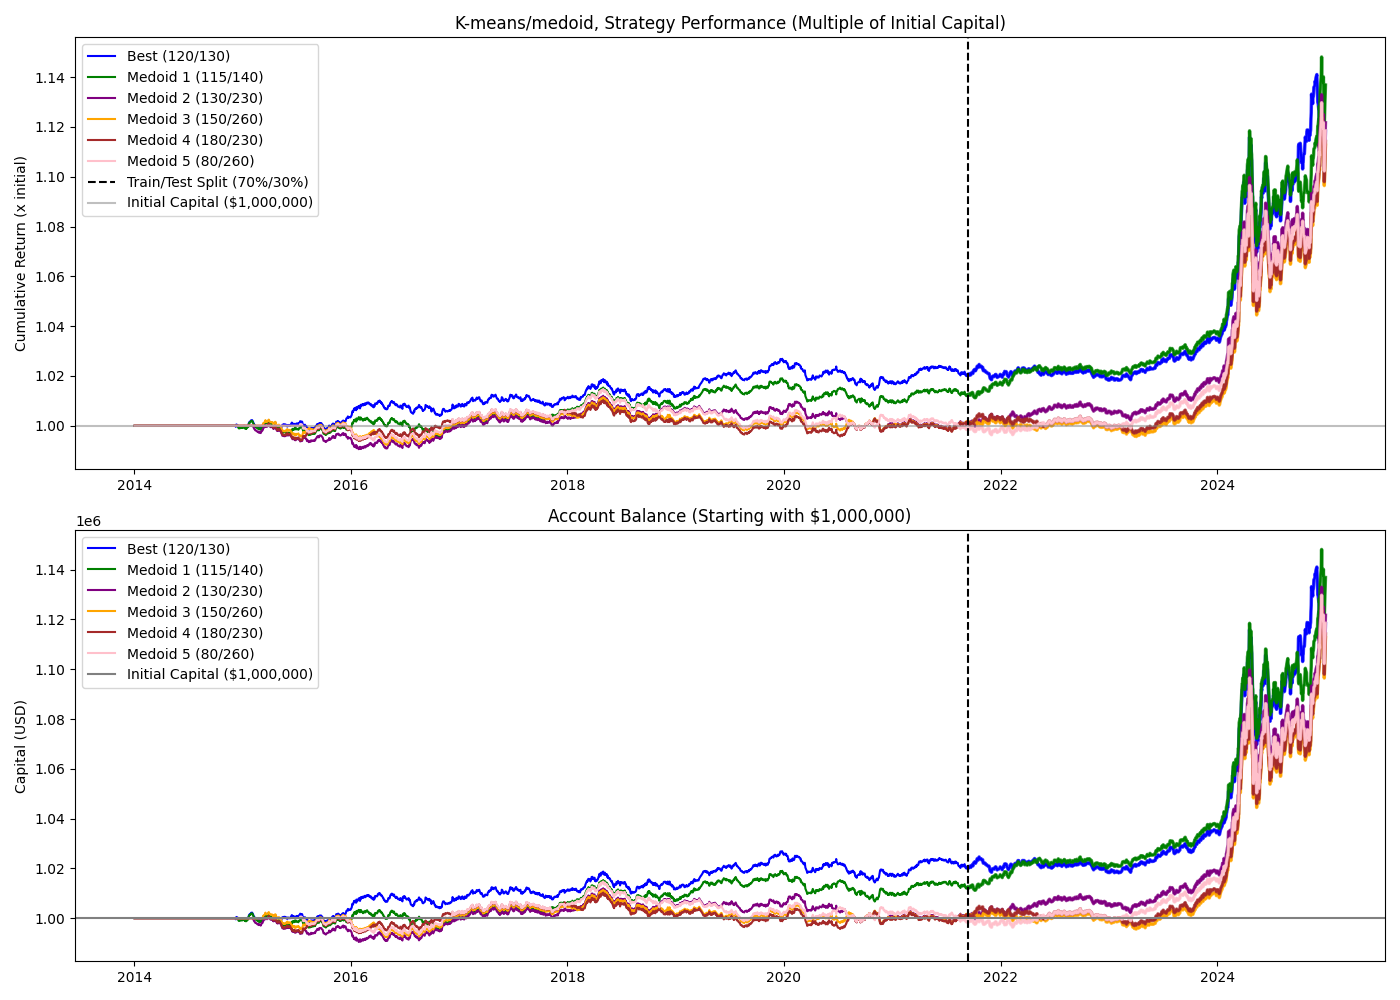 K-means/medoid, Strategy Performance (Multiple of Initial Capital)
Cumulative Return (x initial)
1.14
1.12
1.10
1.08
1.06
1.04
1.02
1.00
Best (120/130)
Medoid 1 (115/140)
Medoid 2 (130/230)
Medoid 3 (150/260)
Medoid 4 (180/230)
Medoid 5 (80/260)
Train/Test Split (70%/30%)
Initial Capital ($1,000,000)
2014 2016 2018 2020 2022 2024
Account Balance (Starting with $1,000,000)
1e6
Capital (USD)
1.14
1.12
1.10
1.08
1.06
1.04
1.02
1.00
Best (120/130)
Medoid 1 (115/140)
Medoid 2 (130/230)
Medoid 3 (150/260)
Medoid 4 (180/230)
Medoid 5 (80/260)
Initial Capital ($1,000,000)
2014 2016 2018 2020 2022 2024